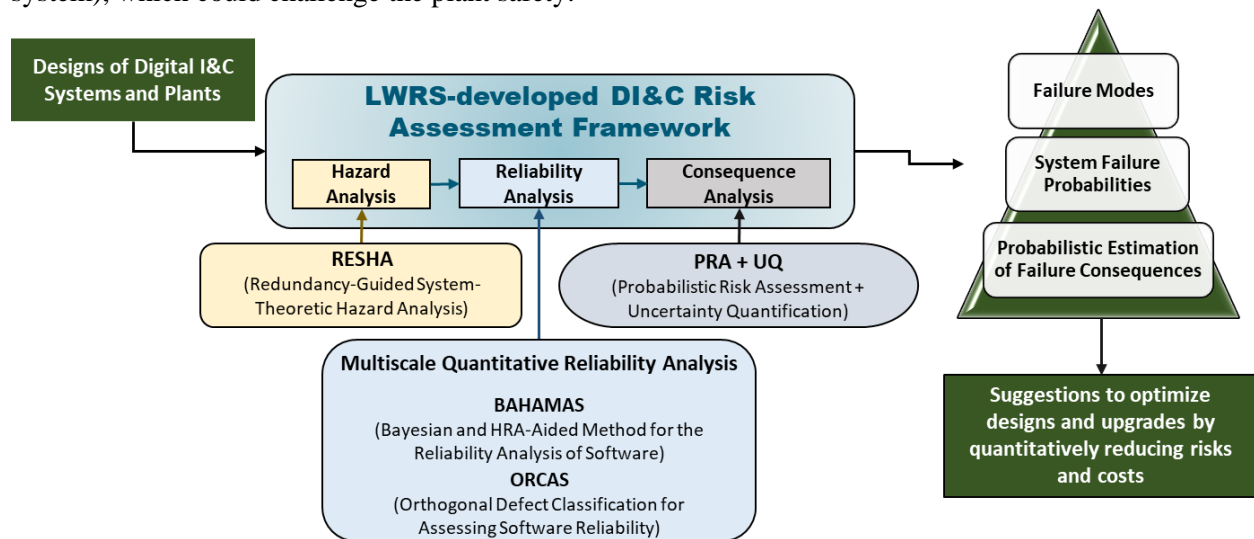 system), which could challenge the plant safety.
Designs of Digital I&C
Systems and Plants
LWRS-developed DI&C Risk
Assessment Framework
Hazard
Analysis
Reliability
Analysis
Consequence
Analysis
RESHA
(Redundancy-Guided System-
Theoretic Hazard Analysis)
PRA + UQ
(Probabilistic Risk Assessment +
Uncertainty Quantification)
Multiscale Quantitative Reliability Analysis
BAHAMAS
(Bayesian and HRA-Aided Method for the
Reliability Analysis of Software)
ORCAS
(Orthogonal Defect Classification for
Assessing Software Reliability)
Failure Modes
System Failure
Probabilities
Probabilistic Estimation
of Failure Consequences
Suggestions to optimize
designs and upgrades by
quantitatively reducing risks
and costs